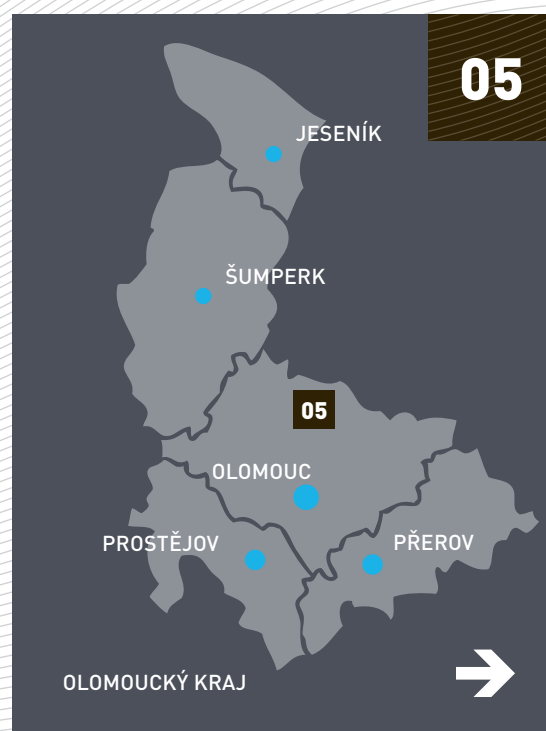 05
JESENÍK
ŠUMPERK
05
OLOMOUC
PROSTĚJOV
PŘEROV
OLOMOUCKÝ KRAJ